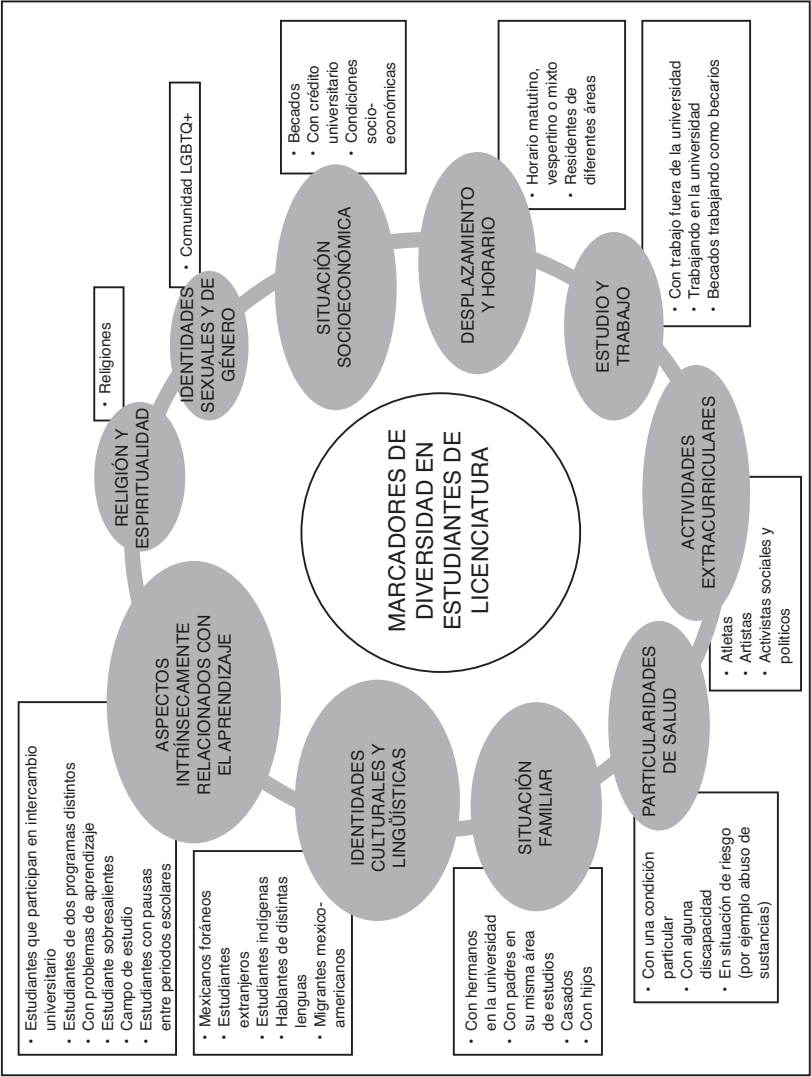 MARCADORES DE
DIVERSIDAD EN
ESTUDIANTES DE
LICENCIATURA
ASPECTOS
INTRÍNSECAMENTE
RELACIONADOS CON
EL APRENDIZAJE
• Estudiantes que participan en intercambio
universitario
• Estudiantes de dos programas distintos
• Con problemas de aprendizaje
• Estudiante sobresalientes
• Campo de estudio
• Estudiantes con pausas
entre periodos escolares
RELIGIÓN Y
ESPIRITUALIDAD
• Religiones
IDENTIDADES
SEXUALES Y DE
GÉNERO
• Comunidad LGBTQ+
SITUACIÓN
SOCIOECONÓMICA
• Becados
• Con crédito
universitario
• Condiciones
socio-
económicas
DESPLAZAMIENTO
Y HORARIO
• Horario matutino,
vespertino o mixto
• Residentes de
diferentes áreas
ESTUDIO Y
TRABAJO
• Con trabajo fuera de la universidad
• Trabajando en la universidad
• Becados trabajando como becarios
ACTIVIDADES
EXTRACURRICULARES
• Atletas
• Artistas
• Activistas sociales y
políticos
PARTICULARIDADES
DE SALUD
• Con una condición
particular
• Con alguna
discapacidad
• En situación de riesgo
(por ejemplo abuso de
sustancias)
SITUACIÓN
FAMILIAR
• Con hermanos
en la universidad
• Con padres en
su misma área
de estudios
• Casados
• Con hijos
IDENTIDADES
CULTURALES Y
LINGÜÍSTICAS
• Mexicanos foráneos
• Estudiantes
extranjeros
• Estudiantes indígenas
• Hablantes de distintas
lenguas
• Migrantes mexico-
americanos